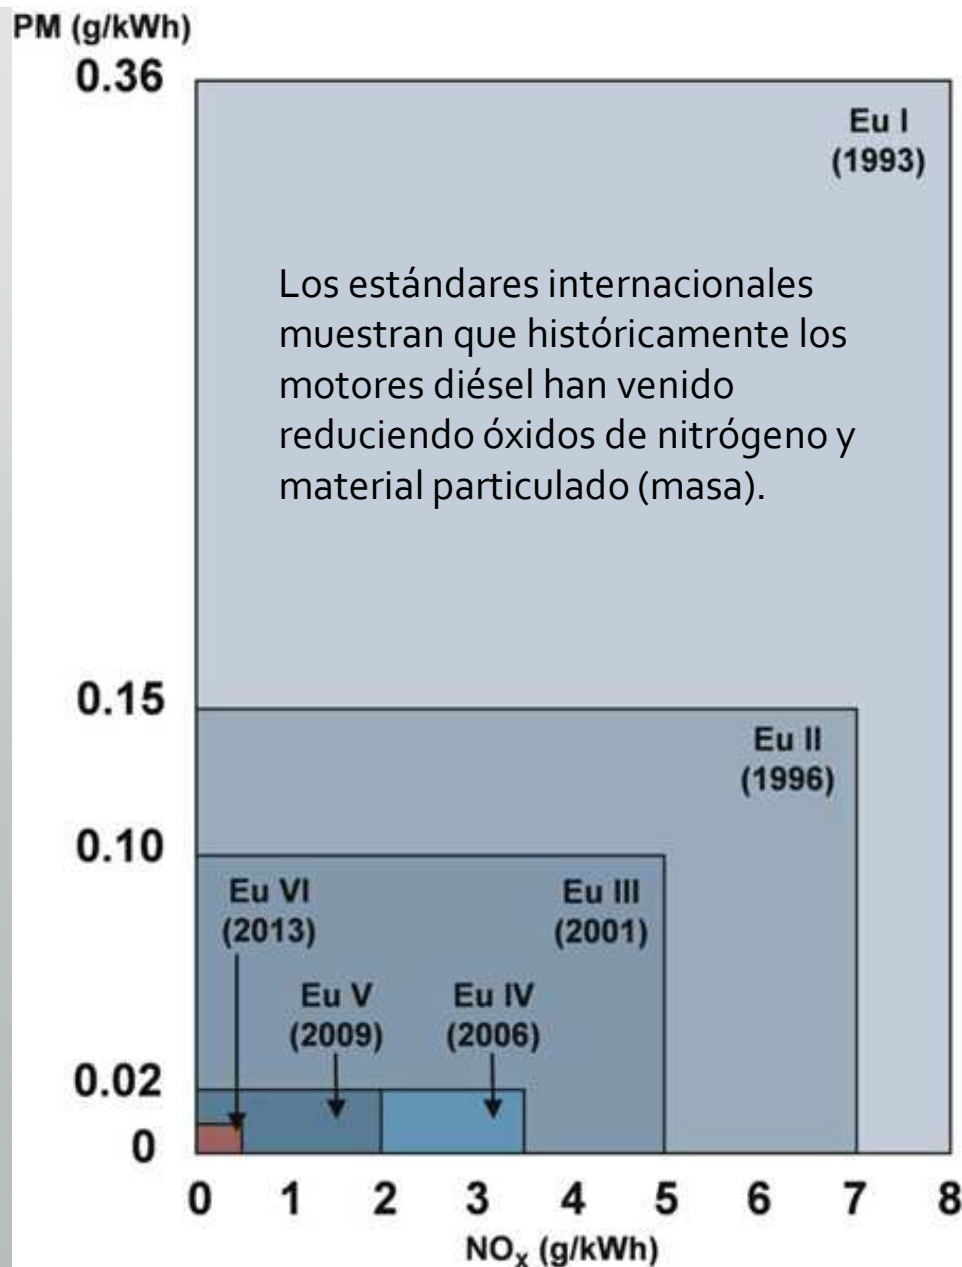 PM (g/kWh)
0.36
Eu I
(1993)
Los estándares internacionales
muestran que históricamente los
motores diésel han venido
reduciendo óxidos de nitrógeno y
material particulado (masa).
0.15
Eu II
(1996)
0.10
Eu VI
(2013)
Eu III
(2001)
Eu V
(2009)
Eu IV
(2006)
0.02
0
0 1 2 3 4 5 6 7 8
NOx (g/kWh)